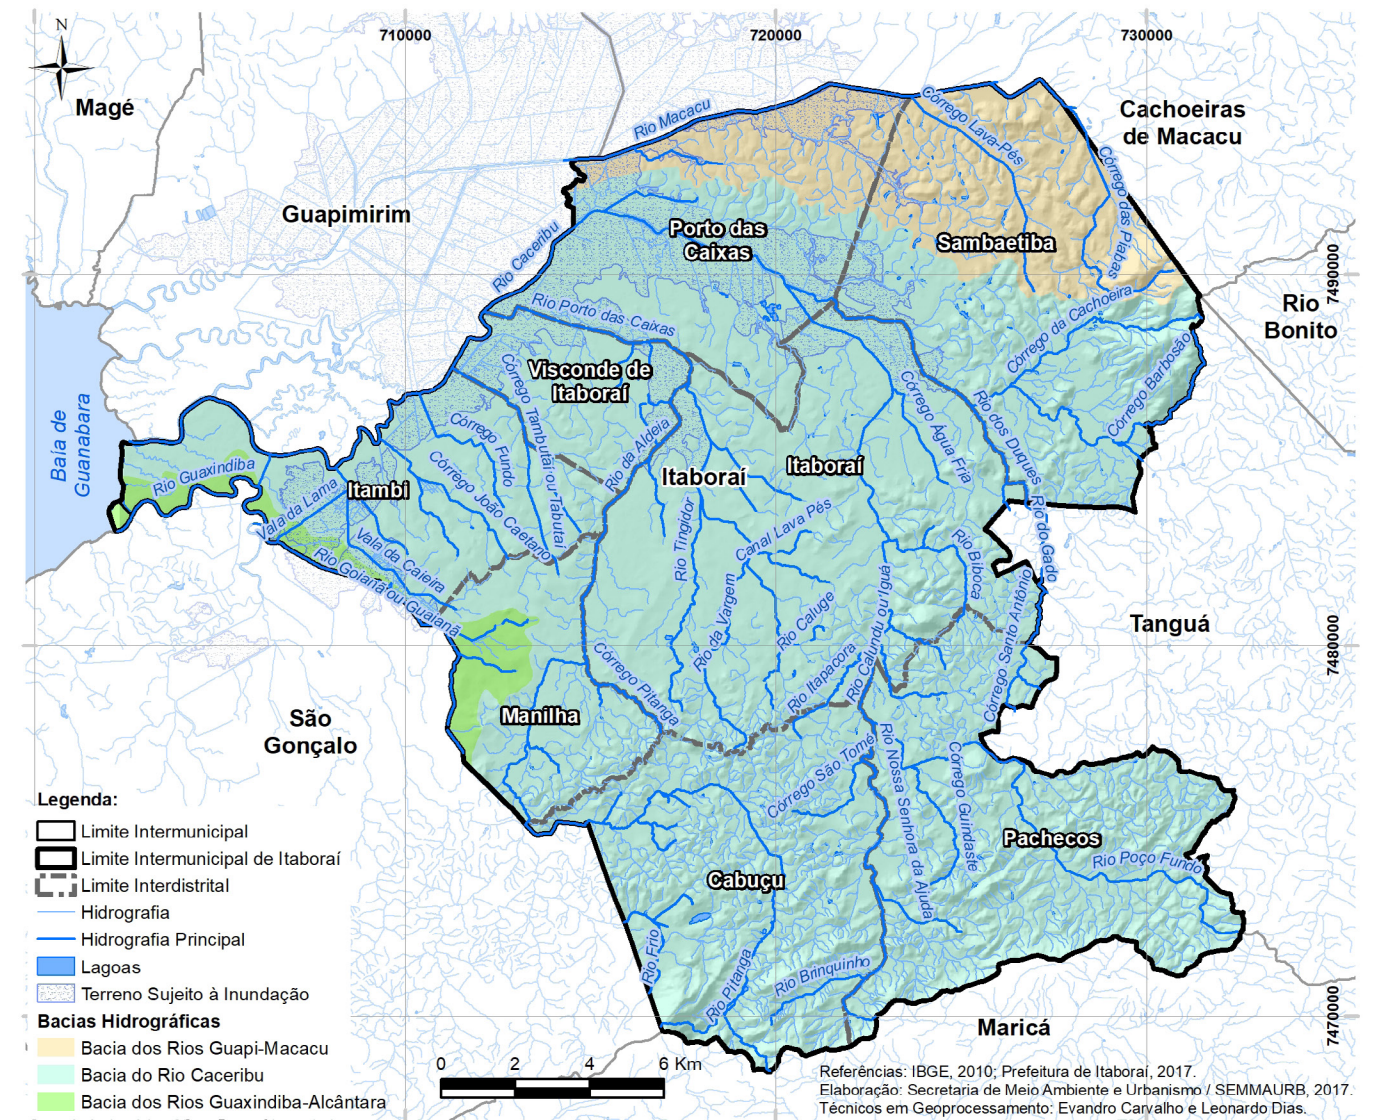 N
710000
720000
730000
Magé
Cachoeiras
de Macacu
Rio Macacu
Córrego Lava-Pés
Córrego das Piabas
Guapimirim
Porto das
Caixas
Sambaetiba
Rio Caceribu
7490000
Rio
Bonito
Rio Porto das Caixas
Córrego da Cachoeira
Córrego Barbosão
Visconde de
Itaboraí
Córrego Tambutaí ou Tabutaí
Córrego Água Fria
Rio dos Duques
Baía de
Guanabara
Córrego Fundo
Rio da Aldeia
Itaboraí
Itaboraí
Rio Guaxindiba
Vala da Lama
Itambi
Córrego João Caetano
Rio Tingidor
Canal Lava Pés
Rio do Gado
Vala da Caieira
Rio Goianã ou Guaianã
Rio Biboca
Rio da Vargem
Rio Caluge
Rio Calundu ou Iguá
Córrego Santo Antônio
Tanguá
7480000
Córrego Pitanga
Rio Itapacora
São
Gonçalo
Manilha
Córrego São Tomé
Rio Nossa Senhora da Ajuda
Córrego Guindaste
Pachecos
Rio Poço Fundo
Cabuçu
Rio Frio
Rio Pitanga
Rio Brinquinho
Maricá
7470000
Legenda:
Limite Intermunicipal
Limite Intermunicipal de Itaboraí
Limite Interdistrital
Hidrografia
Hidrografia Principal
Lagoas
Terreno Sujeito à Inundação
Bacias Hidrográficas
Bacia dos Rios Guapi-Macacu
Bacia do Rio Caceribu
Bacia dos Rios Guaxindiba-Alcântara
0 2 4 6 Km
Referências: IBGE, 2010; Prefeitura de Itaboraí, 2017.
Elaboração: Secretaria de Meio Ambiente e Urbanismo / SEMMAURB, 2017.
Técnicos em Geoprocessamento: Evandro Carvalho e Leonardo Dias.